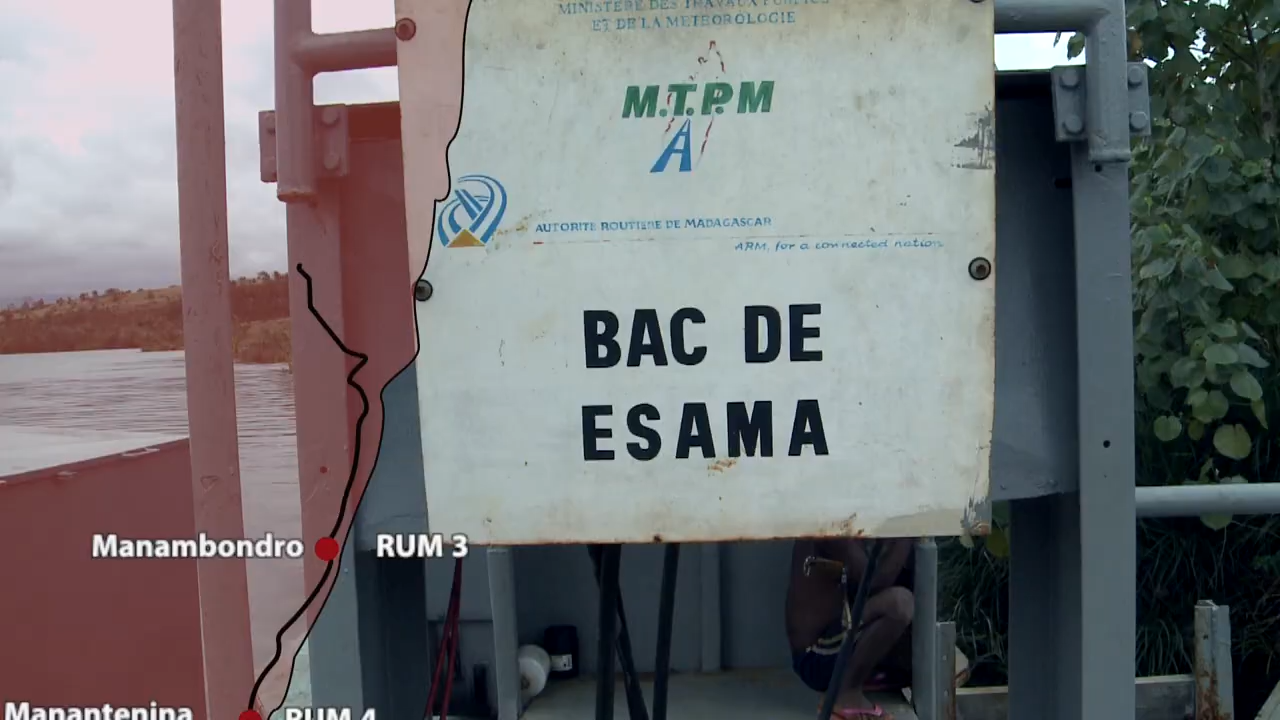 MINISTERE DES TRAVAUX PUBLICS
ET DE LA METEOROLOGIE
M.T.P.M
A
AUTORITE ROUTIERE DE MADAGASCAR
ARM, for a connected nation
BAC DE
ESAMA
Manambondro RUM 3
Manantenina RUM 4